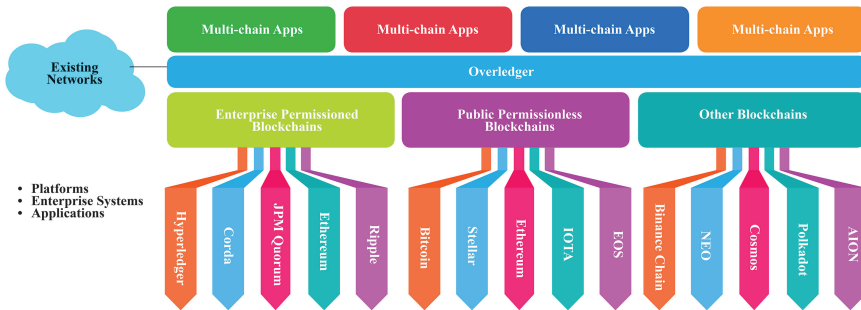 Multi-chain Apps
Multi-chain Apps
Multi-chain Apps
Multi-chain Apps
Existing
Networks
Overledger
Enterprise Permissioned
Blockchains
Public Permissionless
Blockchains
Other Blockchains
• Platforms
• Enterprise Systems
• Applications
Hyperledger
Corda
JPM Quorum
Ethereum
Ripple
Bitcoin
Stellar
Ethereum
IOTA
EOS
Binance Chain
NEO
Cosmos
Polkadot
AION